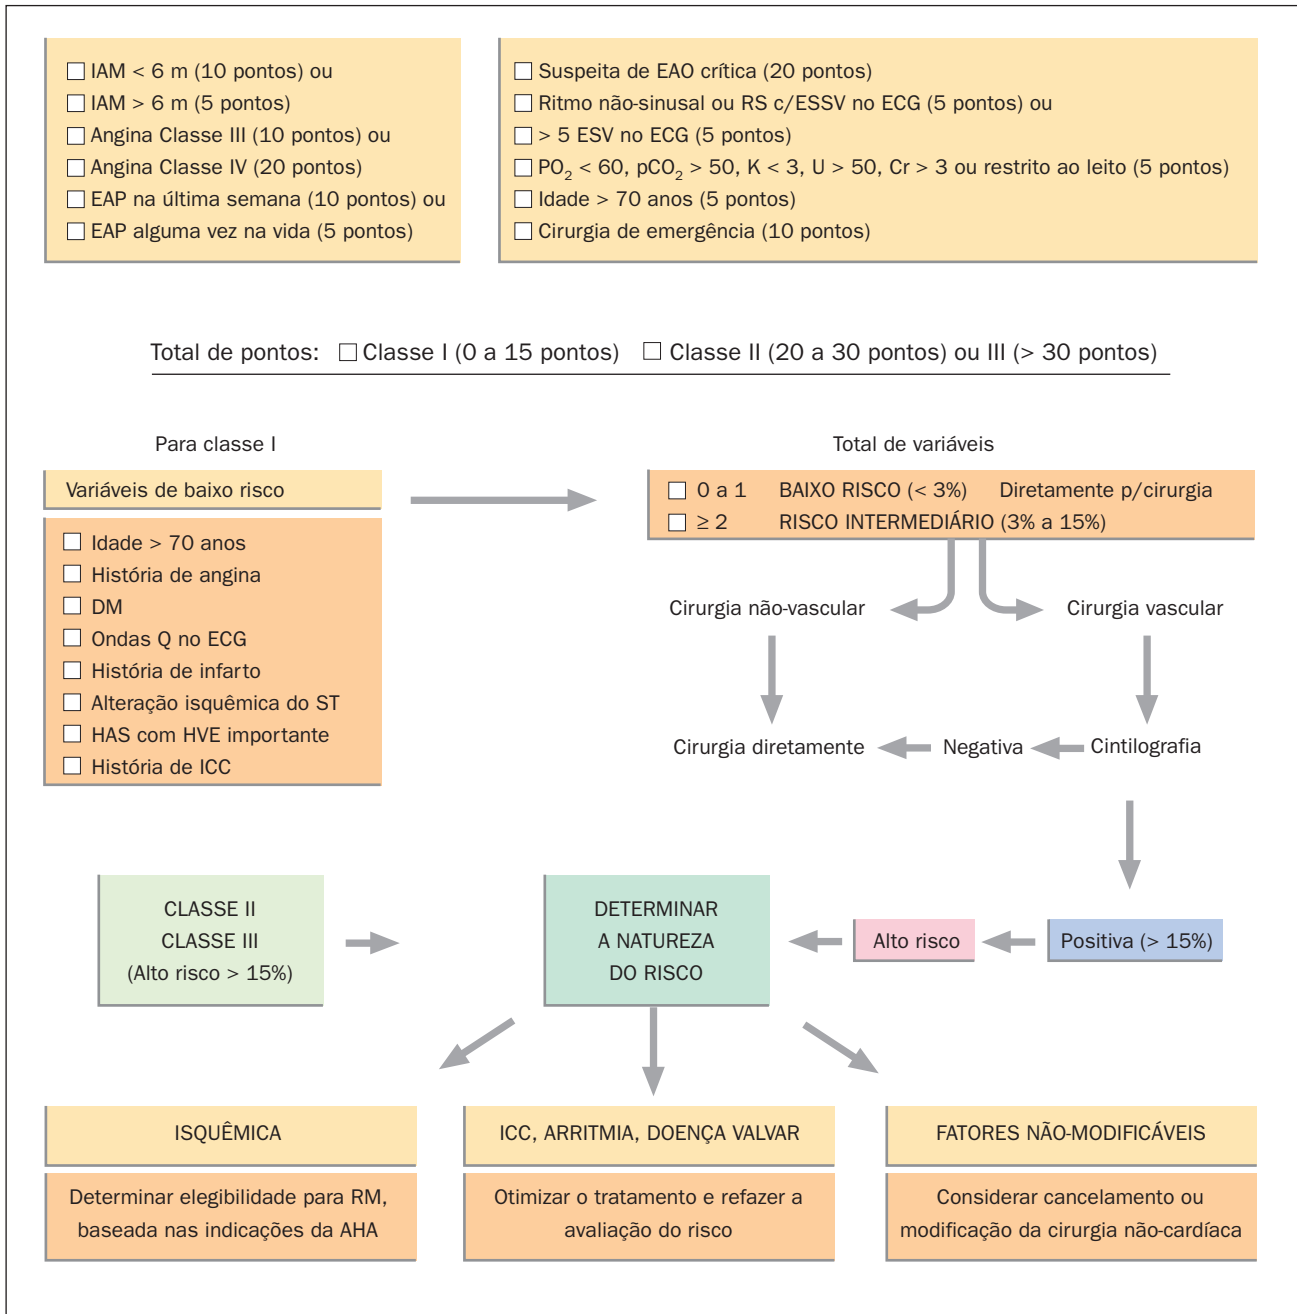 ☐ IAM < 6 m (10 pontos) ou
☐ IAM > 6 m (5 pontos)
☐ Angina Classe III (10 pontos) ou
☐ Angina Classe IV (20 pontos)
☐ EAP na última semana (10 pontos) ou
☐ EAP alguma vez na vida (5 pontos)
☐ Suspeita de EAO crítica (20 pontos)
☐ Ritmo não-sinusal ou RS c/ESSV no ECG (5 pontos) ou
☐ > 5 ESV no ECG (5 pontos)
☐ PO₂ < 60, pCO₂ > 50, K < 3, U > 50, Cr > 3 ou restrito ao leito (5 pontos)
☐ Idade > 70 anos (5 pontos)
☐ Cirurgia de emergência (10 pontos)
Total de pontos: ☐ Classe I (0 a 15 pontos) ☐ Classe II (20 a 30 pontos) ou III (> 30 pontos)
Para classe I
Variáveis de baixo risco
☐ Idade > 70 anos
☐ História de angina
☐ DM
☐ Ondas Q no ECG
☐ História de infarto
☐ Alteração isquêmica do ST
☐ HAS com HVE importante
☐ História de ICC
Total de variáveis
☐ 0 a 1 BAIXO RISCO (< 3%) Diretamente p/cirurgia
☐ ≥ 2 RISCO INTERMEDIÁRIO (3% a 15%)
Cirurgia não-vascular
Cirurgia vascular
Cirurgia diretamente
Negativa
Cintilografia
CLASSE II
CLASSE III
(Alto risco > 15%)
DETERMINAR
A NATUREZA
DO RISCO
Alto risco
Positiva (> 15%)
ISQUÊMICA
Determinar elegibilidade para RM,
baseada nas indicações da AHA
ICC, ARRITMIA, DOENÇA VALVAR
Otimizar o tratamento e refazer a
avaliação do risco
FATORES NÃO-MODIFICÁVEIS
Considerar cancelamento ou
modificação da cirurgia não-cardíaca